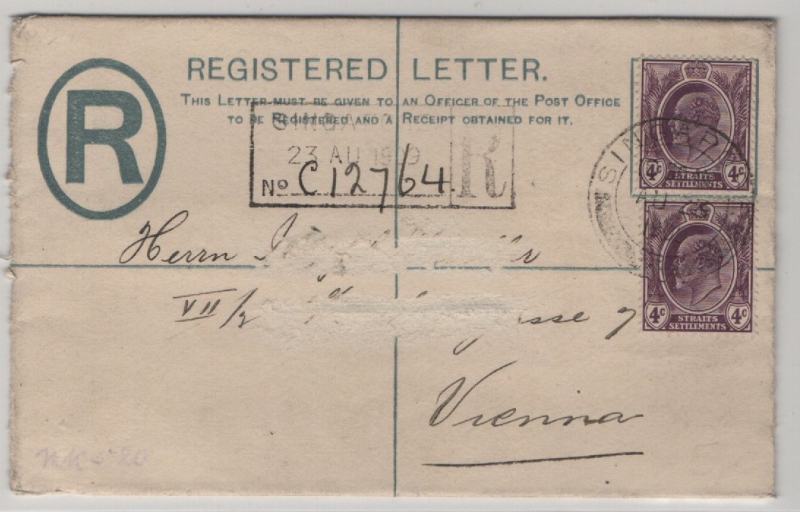 R
REGISTERED LETTER.
THIS LETTER MUST BE GIVEN TO AN OFFICER OF THE POST OFFICE
TO BE REGISTERED AND A RECEIPT OBTAINED FOR IT.
23 AU 1909
R
No C12764
4c 4c
STRAITS
SETTLEMENTS
Herrn
VII/2
7
Vienna
4c 4c
STRAITS
SETTLEMENTS